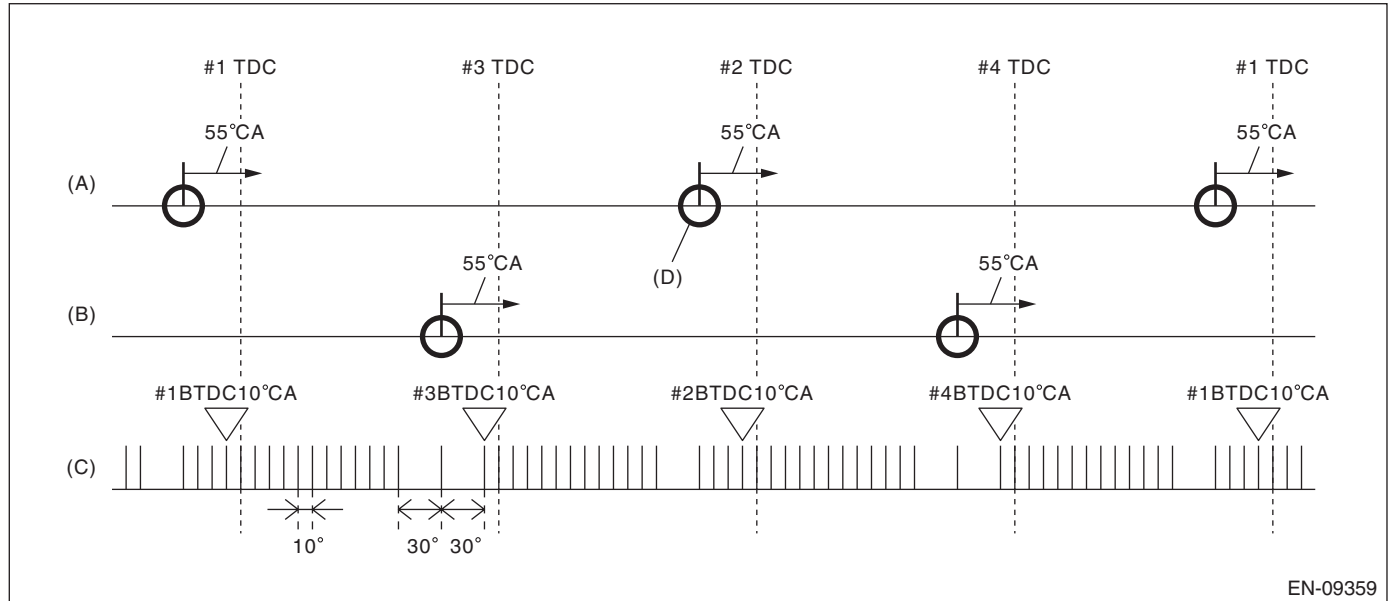 #1 TDC #3 TDC #2 TDC #4 TDC #1 TDC
55°CA 55°CA 55°CA
(A)
(D)
55°CA 55°CA
(B)
#1BTDC10°CA #3BTDC10°CA #2BTDC10°CA #4BTDC10°CA #1BTDC10°CA
(C)
10° 30° 30°
EN-09359